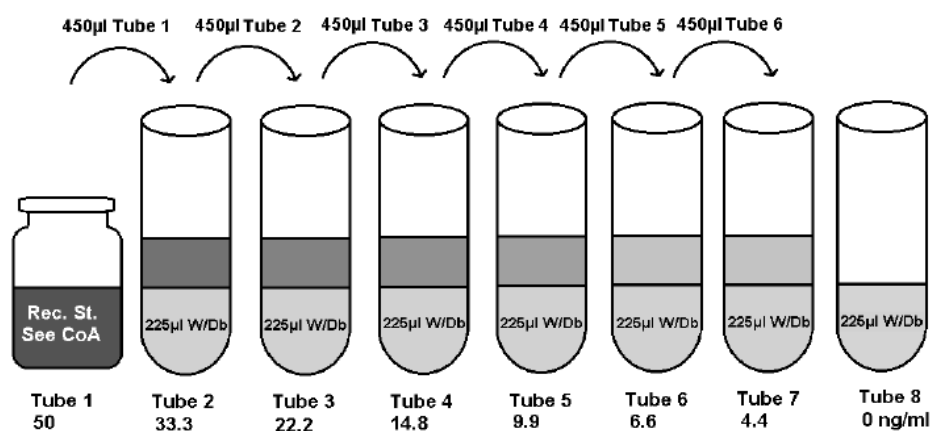 450µl Tube 1 450µl Tube 2 450µl Tube 3 450µl Tube 4 450µl Tube 5 450µl Tube 6
Rec. St.
See CoA
225µl W/Db 225µl W/Db 225µl W/Db 225µl W/Db 225µl W/Db 225µl W/Db 225µl W/Db
Tube 1 Tube 2 Tube 3 Tube 4 Tube 5 Tube 6 Tube 7 Tube 8
50 33.3 22.2 14.8 9.9 6.6 4.4 0 ng/ml